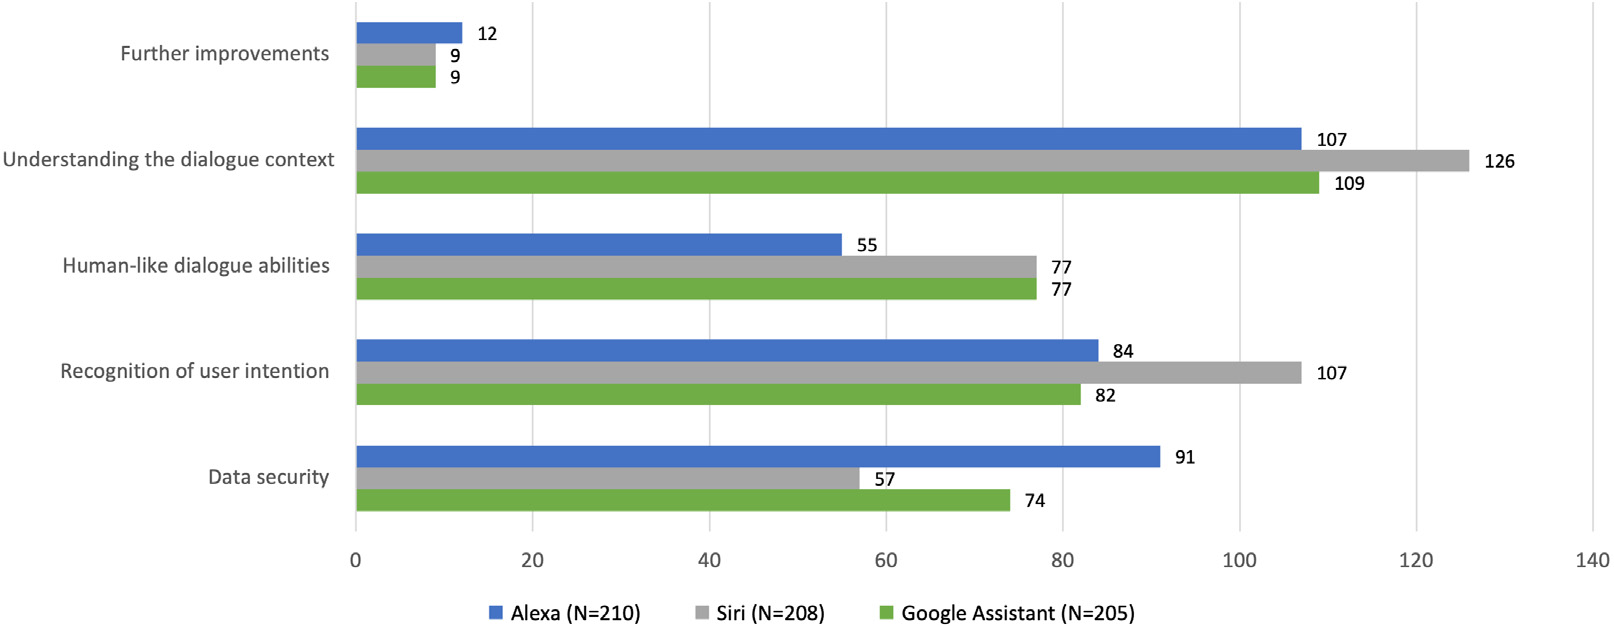 Further improvements
12
9
9
Understanding the dialogue context
107
126
109
Human-like dialogue abilities
55
77
77
Recognition of user intention
84
107
82
Data security
91
57
74
0 20 40 60 80 100 120 140
Alexa (N=210) Siri (N=208) Google Assistant (N=205)